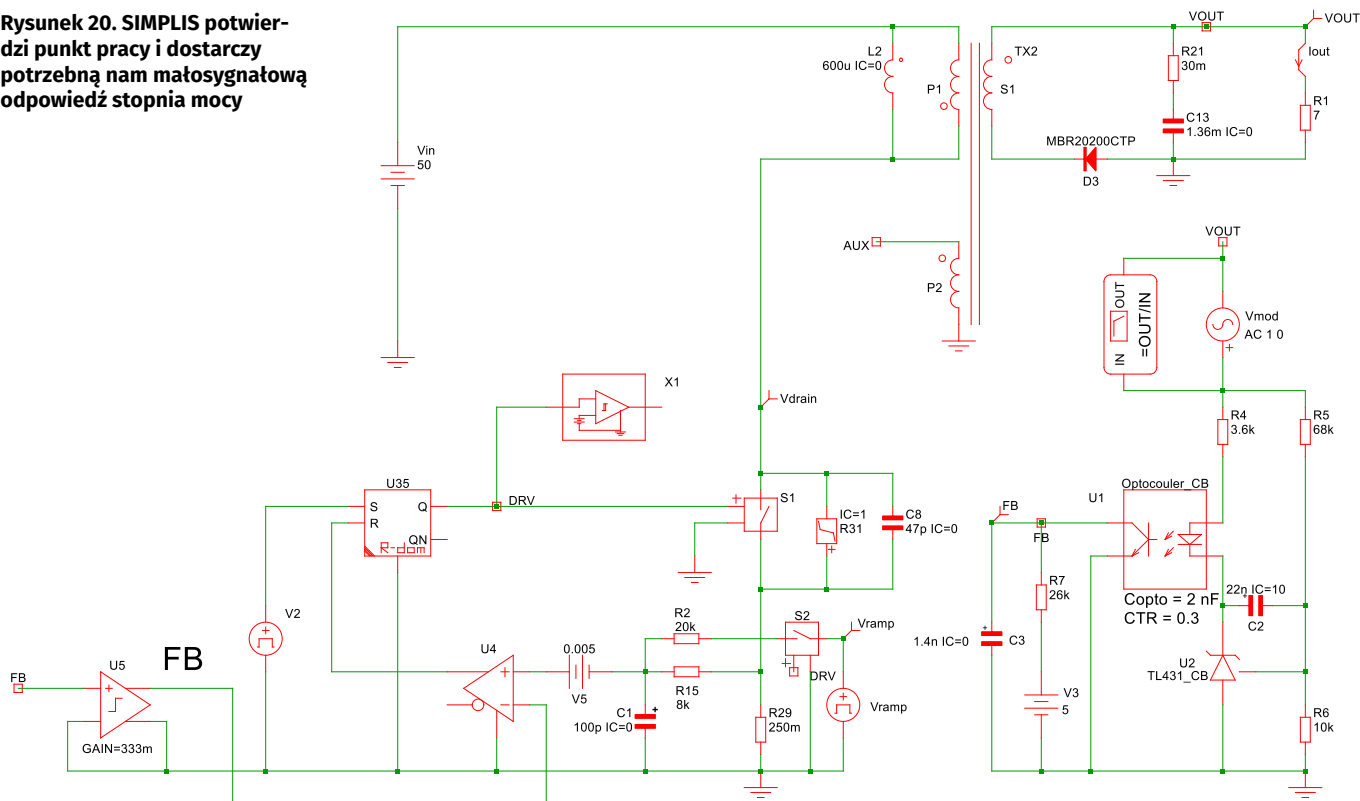 Rysunek 20. SIMPLIS potwier-
dzi punkt pracy i dostarczy
potrzebną nam małosygnałową
odpowiedź stopnia mocy
VOUT
VOUT
L2
600u IC=0
P1
TX2
S1
R21
30m
Iout
R1
7
C13
1.36m IC=0
MBR20200CTP
D3
Vin
50
AUX
P2
VOUT
OUT
IN
=OUT/IN
Vmod
AC 1 0
+
X1
Vdrain
R4
3.6k
R5
68k
U35
S
Q
R
QN
R-dom
DRV
+
S1
IC=1
R31
+
C8
47p IC=0
FB
FB
U1
Optocouler_CB
Copto = 2 nF
CTR = 0.3
R7
26k
22n IC=10
+
C2
V2
R2
20k
S2
+
DRV
Vramp
Vramp
1.4n IC=0
+
C3
U2
TL431_CB
FB
U5
+
GAIN=333m
FB
U4
+
0.005
V5
R15
8k
C1
100p IC=0
+
R29
250m
V3
5
R6
10k